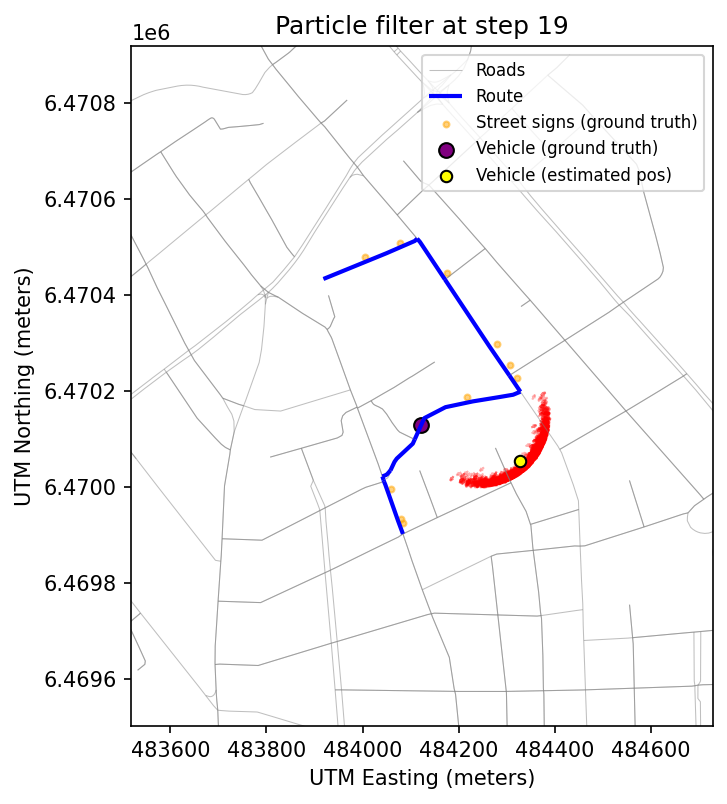 Particle filter at step 19
1e6
Roads
Route
Street signs (ground truth)
Vehicle (ground truth)
Vehicle (estimated pos)
UTM Northing (meters)
6.4708
6.4706
6.4704
6.4702
6.4700
6.4698
6.4696
483600 483800 484000 484200 484400 484600
UTM Easting (meters)